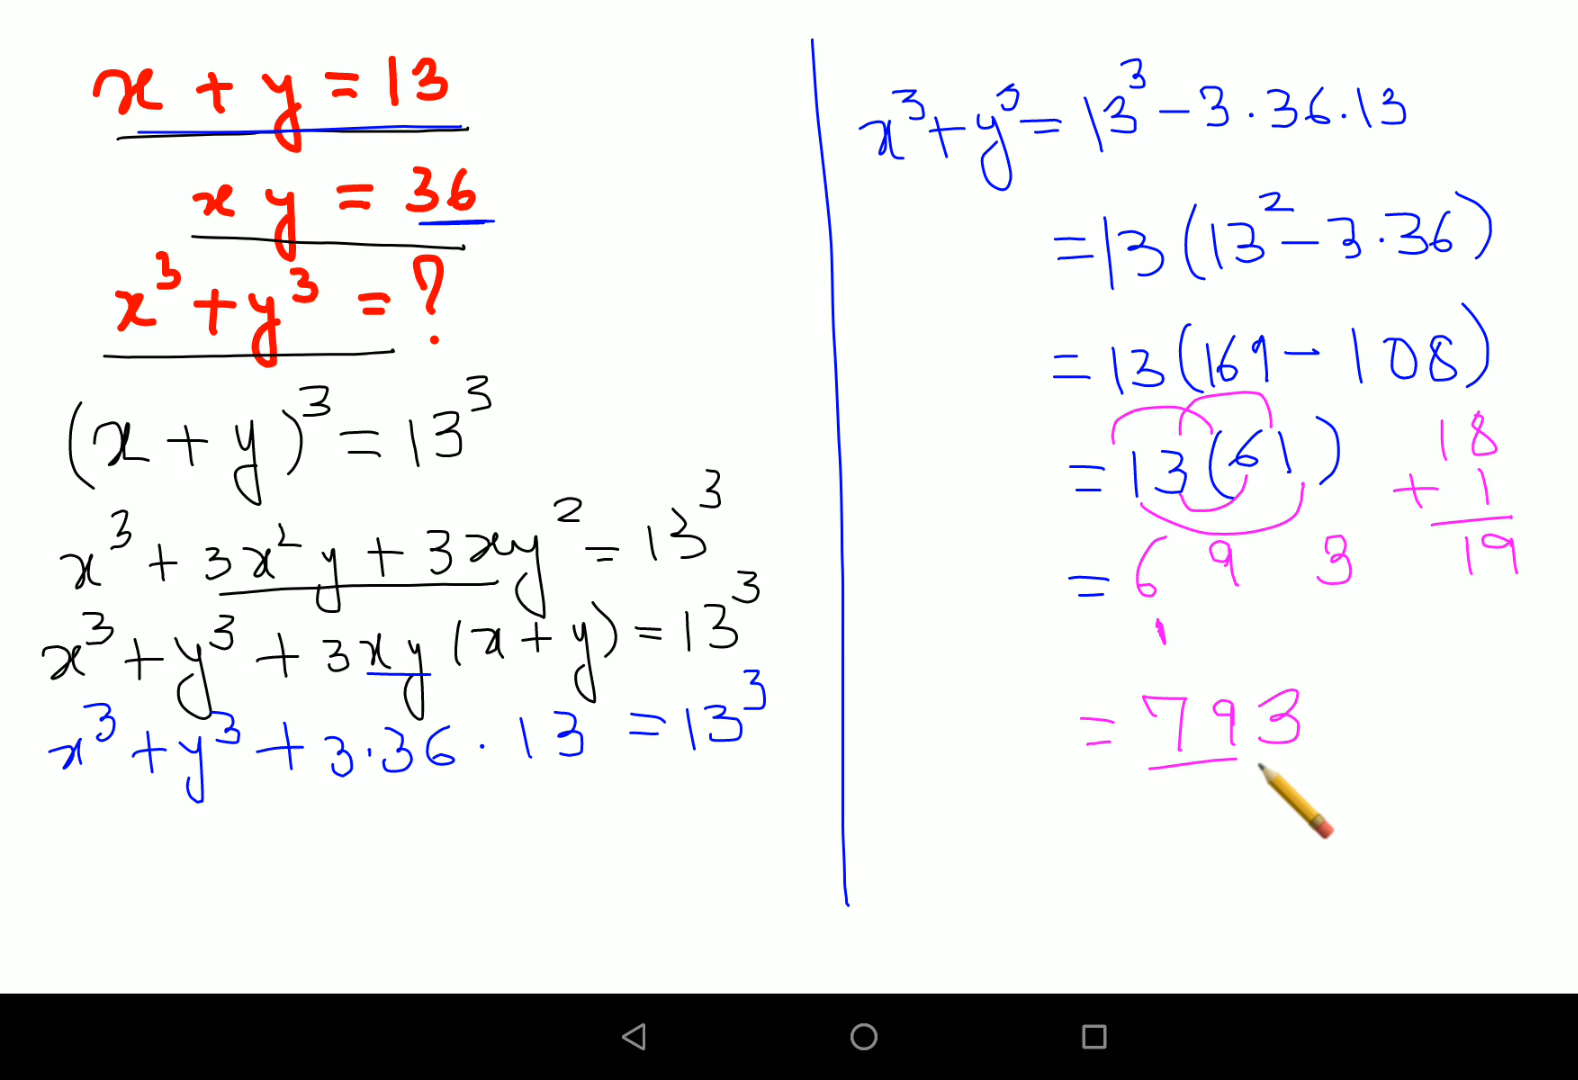 x + y = 13
x y = 36
x³ + y³ = ?
(x + y)³ = 13³
x³ + 3x²y + 3xy² = 13³
x³ + y³ + 3xy (x + y) = 13³
x³ + y³ + 3·36·13 = 13³
x³ + y³ = 13³ – 3·36·13
= 13 (13² – 3·36)
= 13 (169 – 108)
= 13 (61)
= 6 9 3
1
= 793
18
+ 1
19